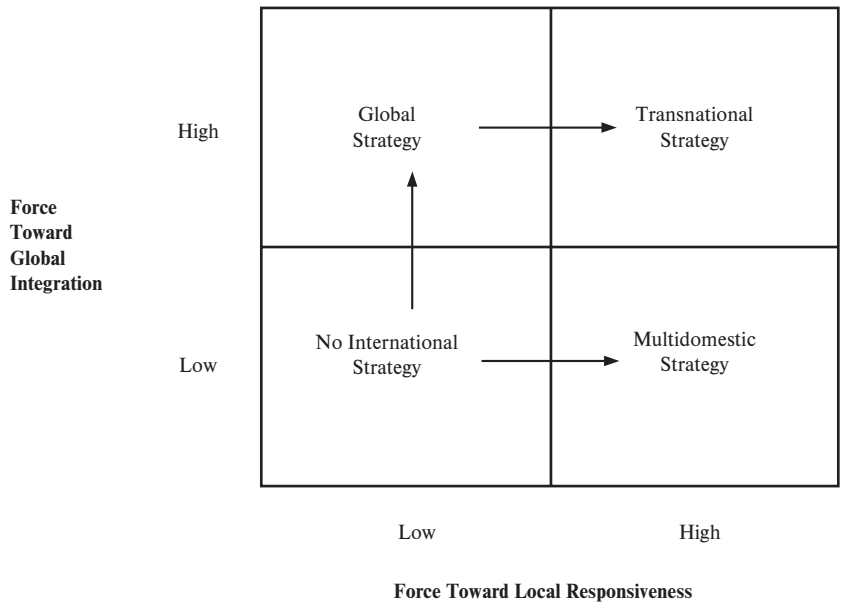 Global
Strategy
Transnational
Strategy
High
Force
Toward
Global
Integration
No International
Strategy
Multidomestic
Strategy
Low
Low
High
Force Toward Local Responsiveness